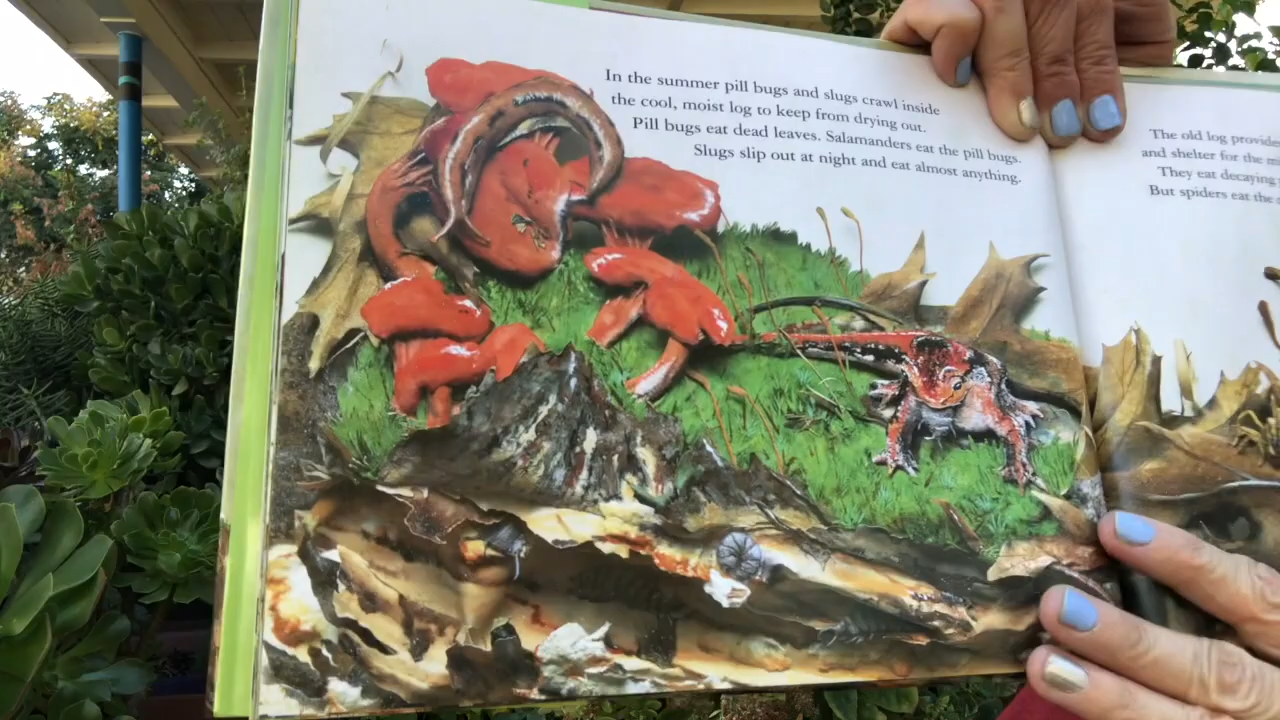 In the summer pill bugs and slugs crawl inside
the cool, moist log to keep from drying out.
Pill bugs eat dead leaves. Salamanders eat the pill bugs.
Slugs slip out at night and eat almost anything.
The old log provide
and shelter for the m
They eat decaying
But spiders eat the